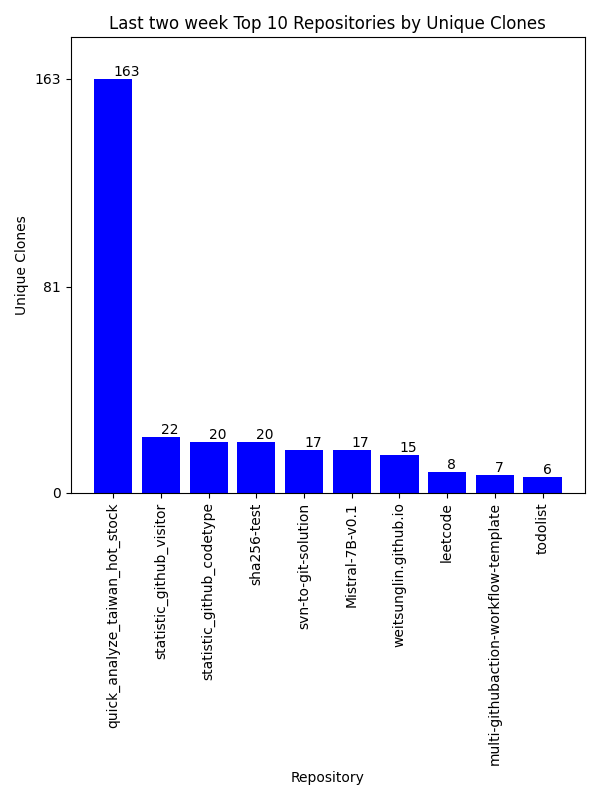 Last two week Top 10 Repositories by Unique Clones
Unique Clones
163
81
0
163
22
20
20
17
17
15
8
7
6
quick_analyze_taiwan_hot_stock
statistic_github_visitor
statistic_github_codetype
sha256-test
svn-to-git-solution
Mistral-7B-v0.1
weitsunglin.github.io
leetcode
multi-githubaction-workflow-template
todolist
Repository